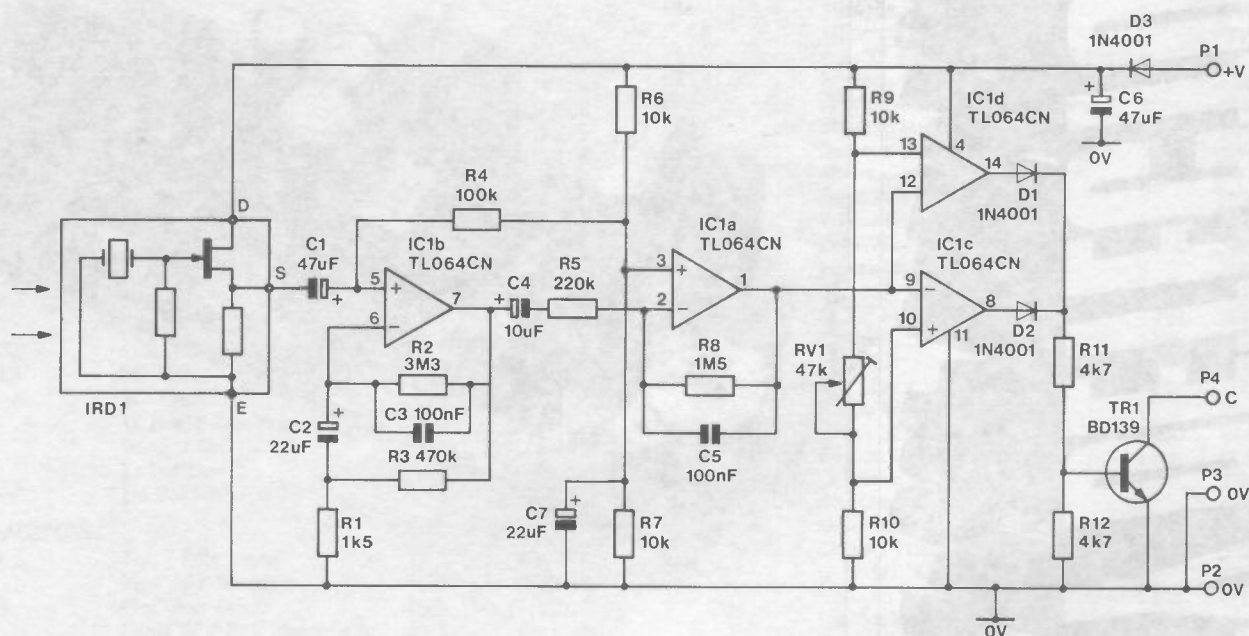 D3
1N4001
P1
+V
+
C6
47uF
0V
R6
10k
R9
10k
IC1d
TL064CN
13
12
4
14
D1
1N4001
R4
100k
D
S
E
IRD1
C1
47uF
+
IC1b
TL064CN
5
+
6
−
7
C4
+
10uF
R5
220k
IC1a
TL064CN
3
+
2
−
1
IC1c
TL064CN
9
−
10
+
8
11
D2
1N4001
R2
3M3
C3 100nF
R3 470k
+
C2
22uF
R1
1k5
R8
1M5
C5
100nF
RV1
47k
R11
4k7
P4
C
TR1
BD139
P3
0V
C7
22uF
+
R7
10k
R10
10k
R12
4k7
P2
0V
0V